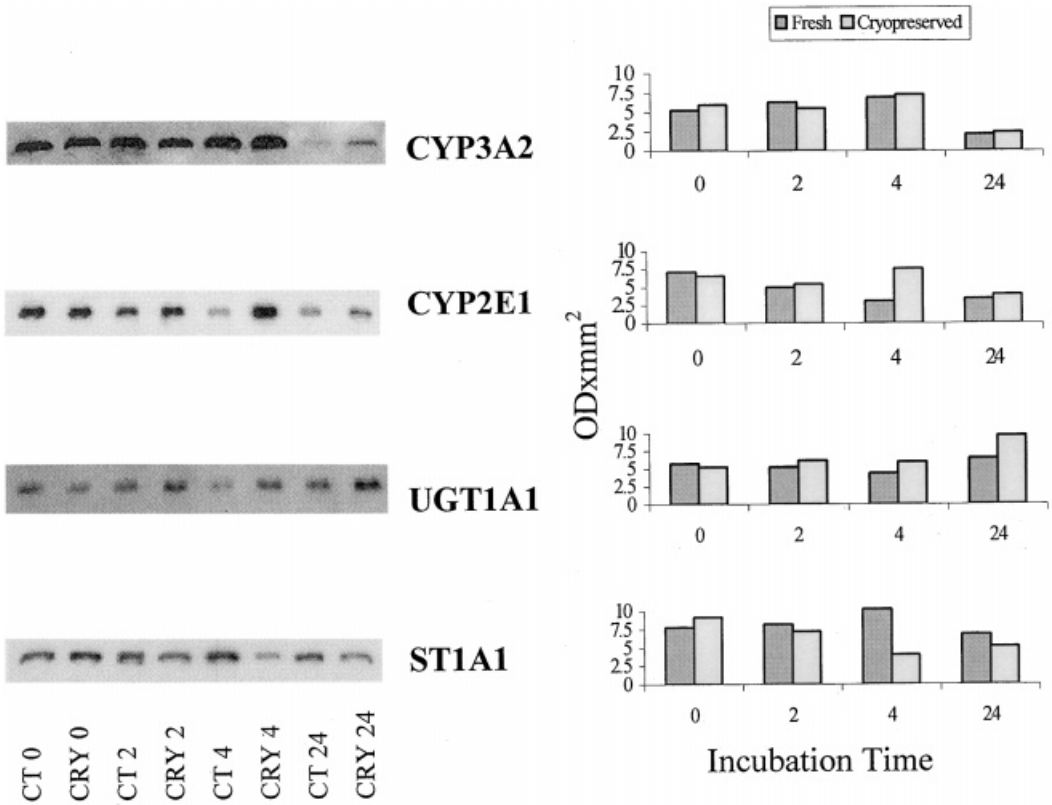 Fresh Cryopreserved
CYP3A2
10
7.5
5
2.5
0
0 2 4 24
CYP2E1
10
7.5
5
2.5
0
0 2 4 24
ODxmm²
UGT1A1
10
7.5
5
2.5
0
0 2 4 24
ST1A1
10
7.5
5
2.5
0
0 2 4 24
CT 0
CRY 0
CT 2
CRY 2
CT 4
CRY 4
CT 24
CRY 24
Incubation Time